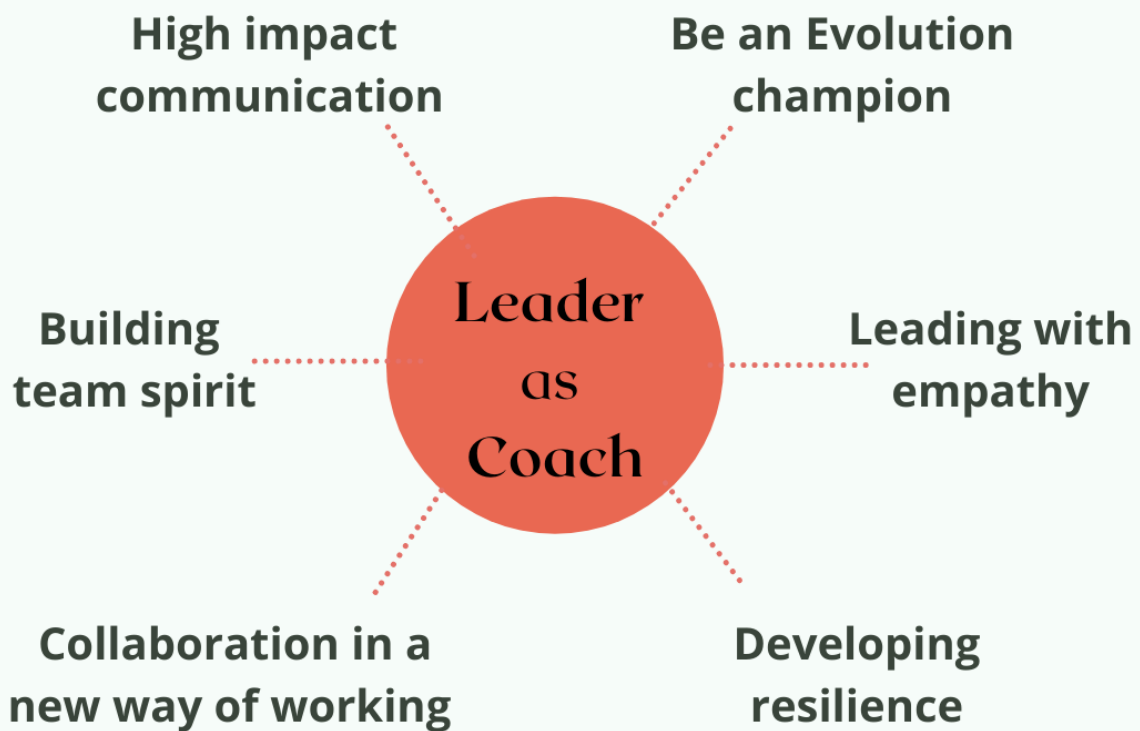 High impact
communication
Be an Evolution
champion
Leader
as
Coach
Building
team spirit
Leading with
empathy
Collaboration in a
new way of working
Developing
resilience